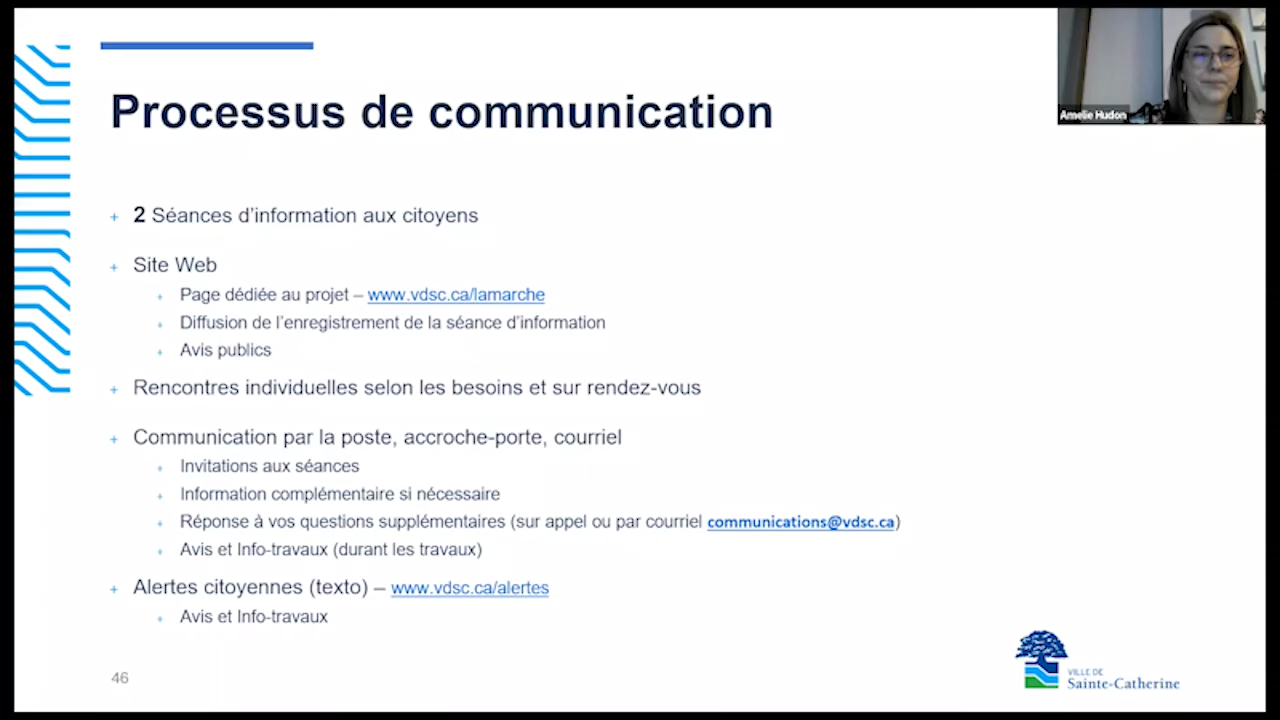 Processus de communication
Amelie Hudon
+ 2 Séances d'information aux citoyens
+ Site Web
+ Page dédiée au projet – www.vdsc.ca/lamarche
+ Diffusion de l'enregistrement de la séance d'information
+ Avis publics
+ Rencontres individuelles selon les besoins et sur rendez-vous
+ Communication par la poste, accroche-porte, courriel
+ Invitations aux séances
+ Information complémentaire si nécessaire
+ Réponse à vos questions supplémentaires (sur appel ou par courriel communications@vdsc.ca)
+ Avis et Info-travaux (durant les travaux)
+ Alertes citoyennes (texto) – www.vdsc.ca/alertes
+ Avis et Info-travaux
46
VILLE DE
Sainte-Catherine